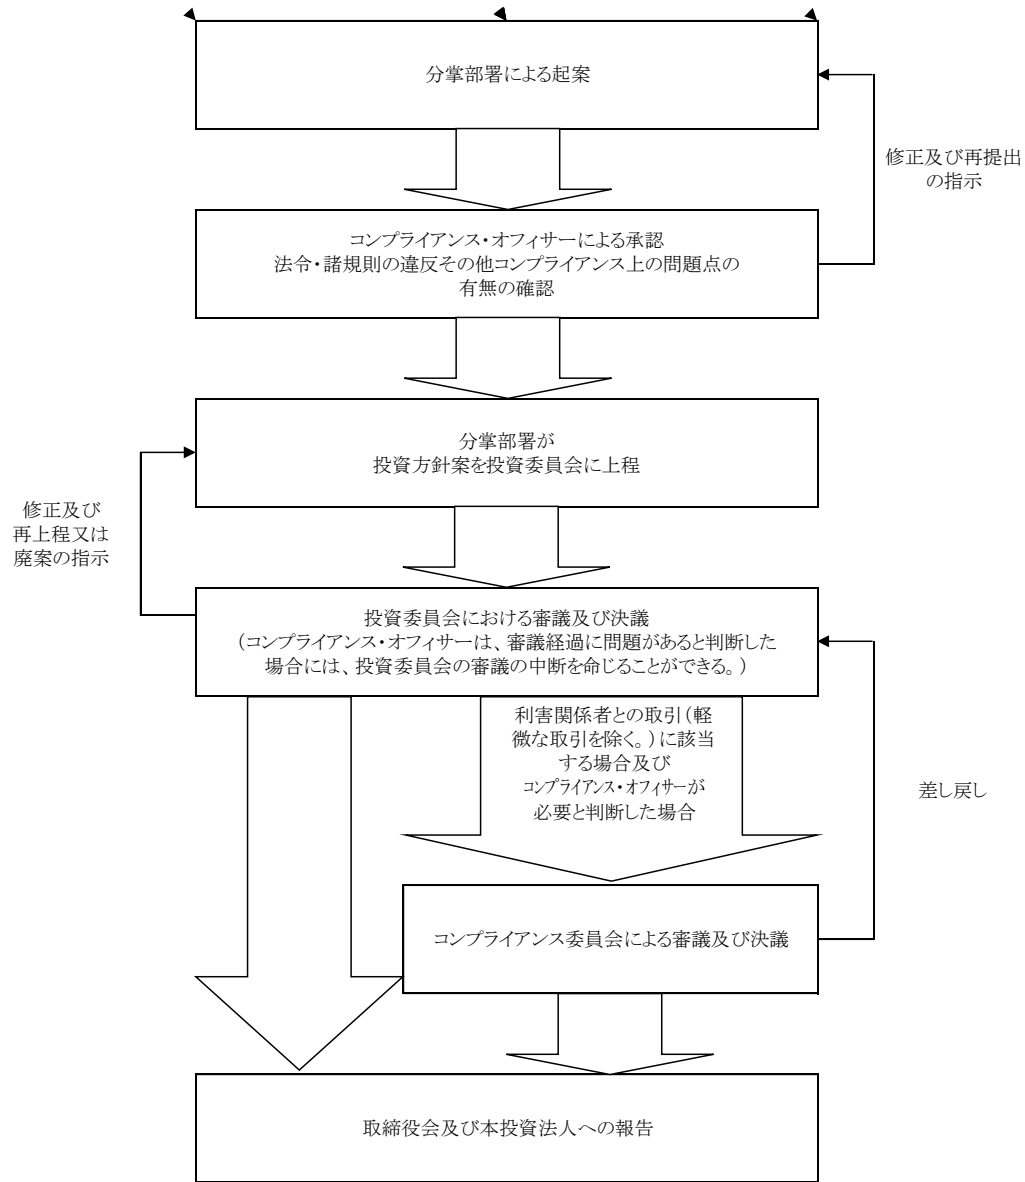 分掌部署による起案
修正及び再提出
の指示
コンプライアンス・オフィサーによる承認
法令・諸規則の違反その他コンプライアンス上の問題点の
有無の確認
分掌部署が
投資方針案を投資委員会に上程
修正及び
再上程又は
廃案の指示
投資委員会における審議及び決議
(コンプライアンス・オフィサーは、審議経過に問題があると判断した
場合には、投資委員会の審議の中断を命じることができる。)
利害関係者との取引(軽
微な取引を除く。)に該当
する場合及び
コンプライアンス・オフィサーが
必要と判断した場合
差し戻し
コンプライアンス委員会による審議及び決議
取締役会及び本投資法人への報告